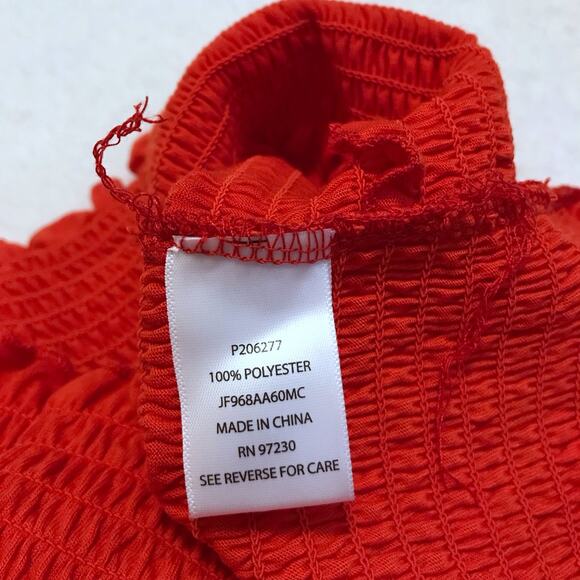 P206277
100% POLYESTER
JF968AA60MC
MADE IN CHINA
RN 97230
SEE REVERSE FOR CARE